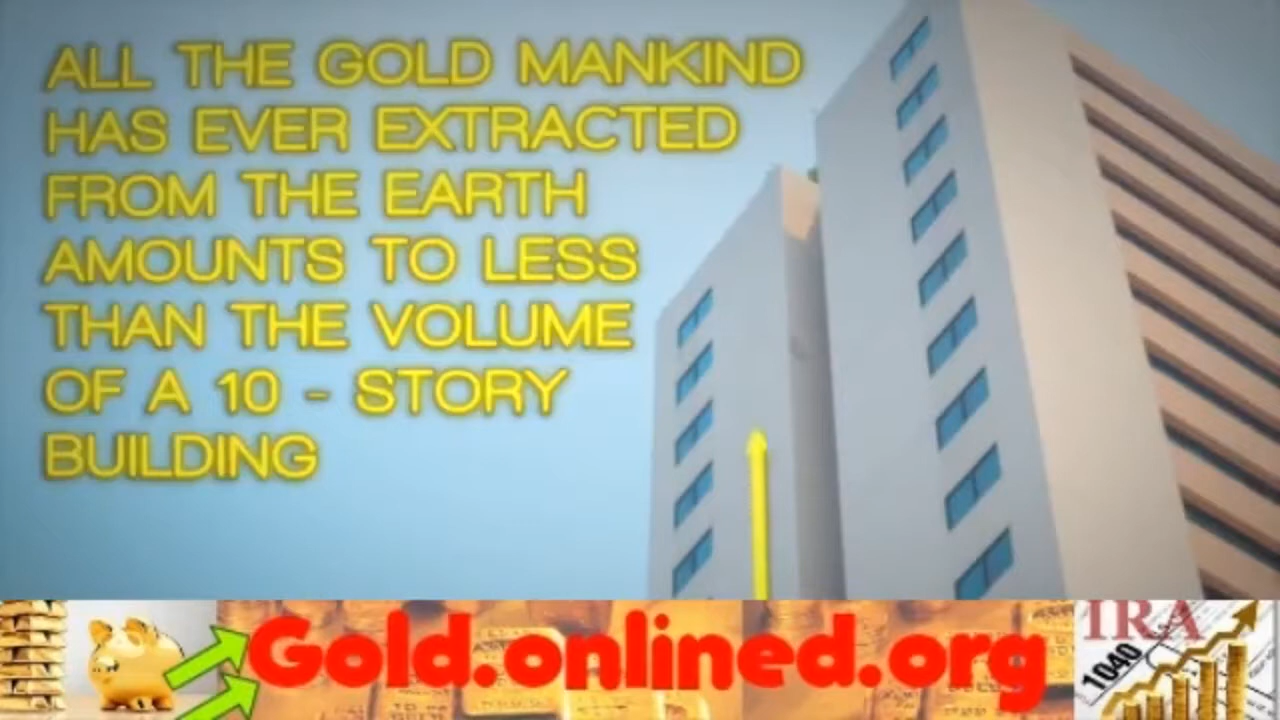 ALL THE GOLD MANKIND
HAS EVER EXTRACTED
FROM THE EARTH
AMOUNTS TO LESS
THAN THE VOLUME
OF A 10 - STORY
BUILDING
Gold.onlined.org
IRA
1040